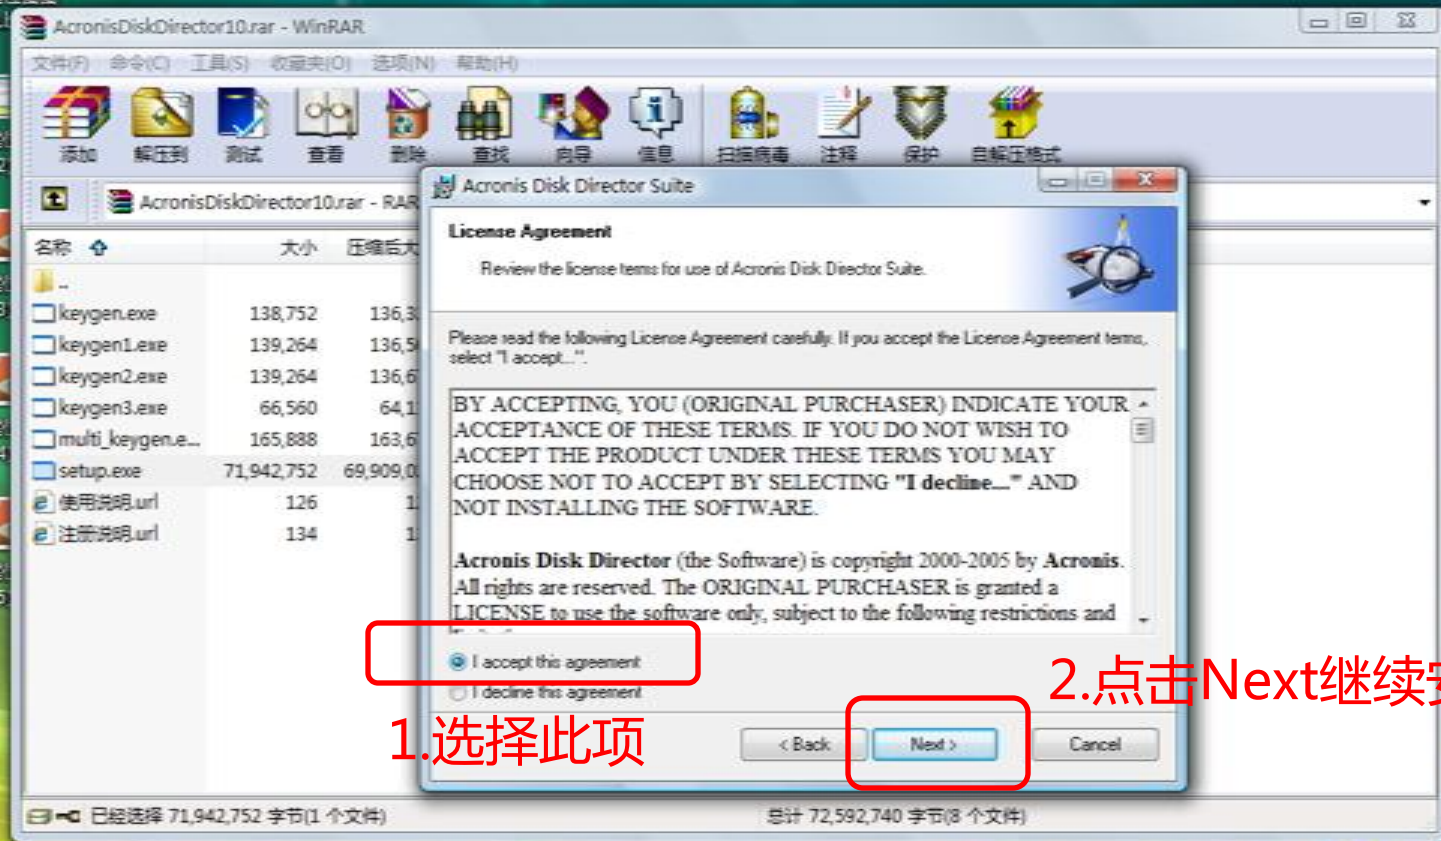 AcronisDiskDirector10.rar - WinRAR
文件(F) 命令(C) 工具(S) 收藏夹(O) 选项(N) 帮助(H)
添加 解压到 测试 查看 删除 查找 向导 信息 扫描病毒 注释 保护 自解压格式
AcronisDiskDirector10.rar - RAR
名称 大小 压缩后大
..
keygen.exe 138,752
keygen1.exe 139,264
keygen2.exe 139,264
keygen3.exe 66,560
multi_keygen.e... 165,888
setup.exe 71,942,752
使用说明.url 126
注册说明.url 134
Acronis Disk Director Suite
License Agreement
Review the license terms for use of Acronis Disk Director Suite.
Please read the following License Agreement carefully. If you accept the License Agreement terms,
select "I accept...".
BY ACCEPTING, YOU (ORIGINAL PURCHASER) INDICATE YOUR
ACCEPTANCE OF THESE TERMS. IF YOU DO NOT WISH TO
ACCEPT THE PRODUCT UNDER THESE TERMS YOU MAY
CHOOSE NOT TO ACCEPT BY SELECTING "I decline..." AND
NOT INSTALLING THE SOFTWARE.
Acronis Disk Director (the Software) is copyright 2000-2005 by Acronis.
All rights are reserved. The ORIGINAL PURCHASER is granted a
LICENSE to use the software only, subject to the following restrictions and
I accept this agreement
I decline this agreement
1.选择此项
2.点击Next继续
< Back Next > Cancel
已经选择 71,942,752 字节(1 个文件)
总计 72,592,740 字节(8 个文件)